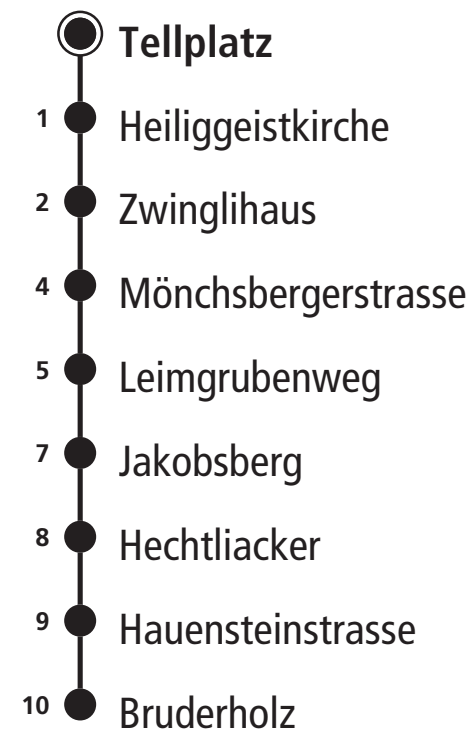 Tellplatz
1 Heiliggeistkirche
2 Zwinglihaus
4 Mönchsbergerstrasse
5 Leimgrubenweg
7 Jakobsberg
8 Hechtliacker
9 Hauensteinstrasse
10 Bruderholz